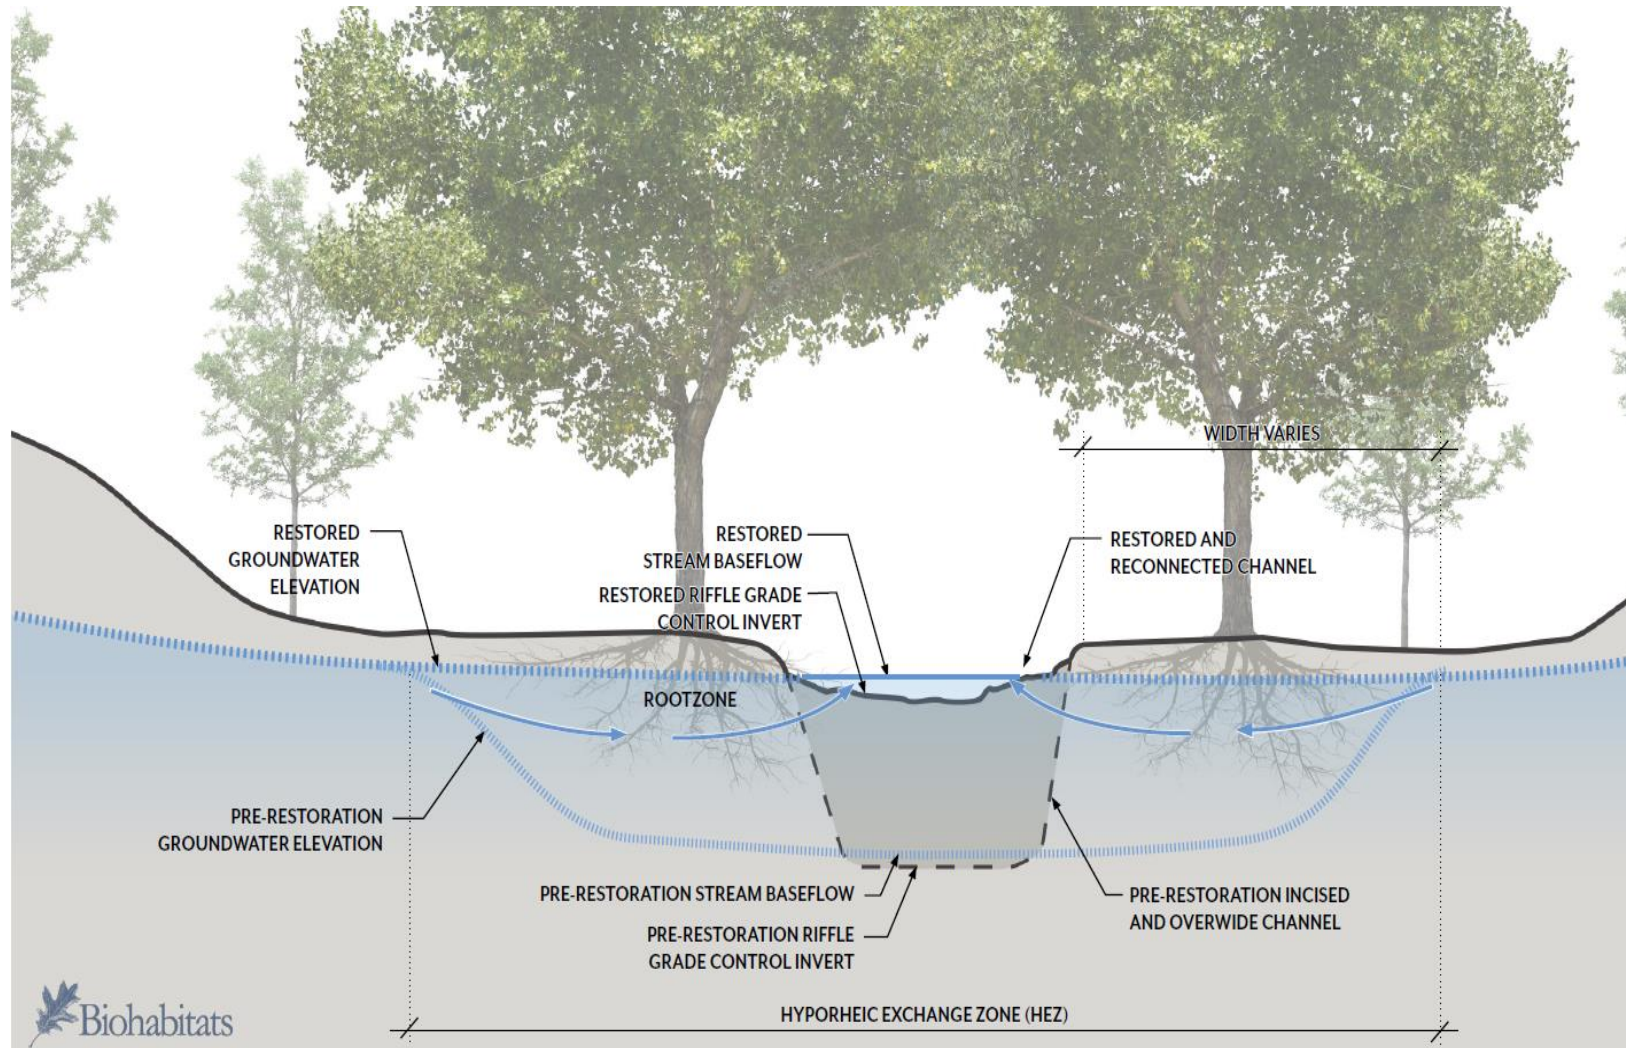 WIDTH VARIES
RESTORED
GROUNDWATER
ELEVATION
RESTORED
STREAM BASEFLOW
RESTORED RIFFLE GRADE
CONTROL INVERT
RESTORED AND
RECONNECTED CHANNEL
ROOTZONE
PRE-RESTORATION
GROUNDWATER ELEVATION
PRE-RESTORATION STREAM BASEFLOW
PRE-RESTORATION RIFFLE
GRADE CONTROL INVERT
PRE-RESTORATION INCISED
AND OVERWIDE CHANNEL
HYPORHEIC EXCHANGE ZONE (HEZ)
Biohabitats